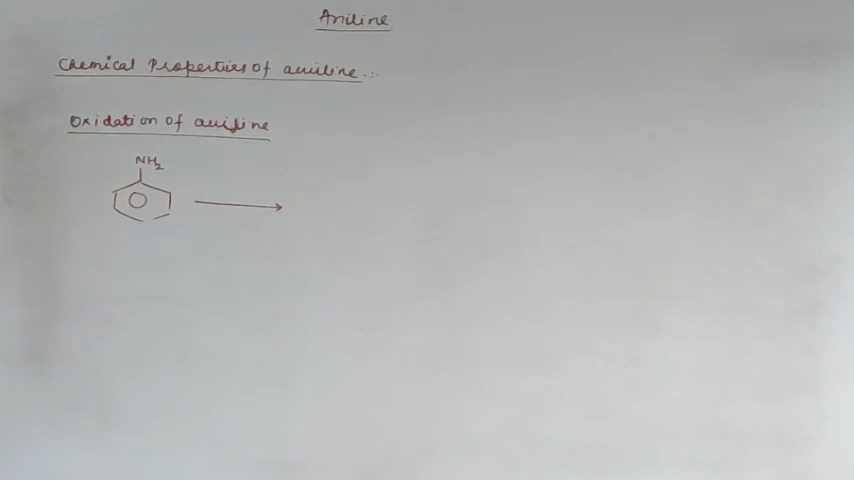 Aniline
Chemical Properties of aniline...
Oxidation of aniline
NH2